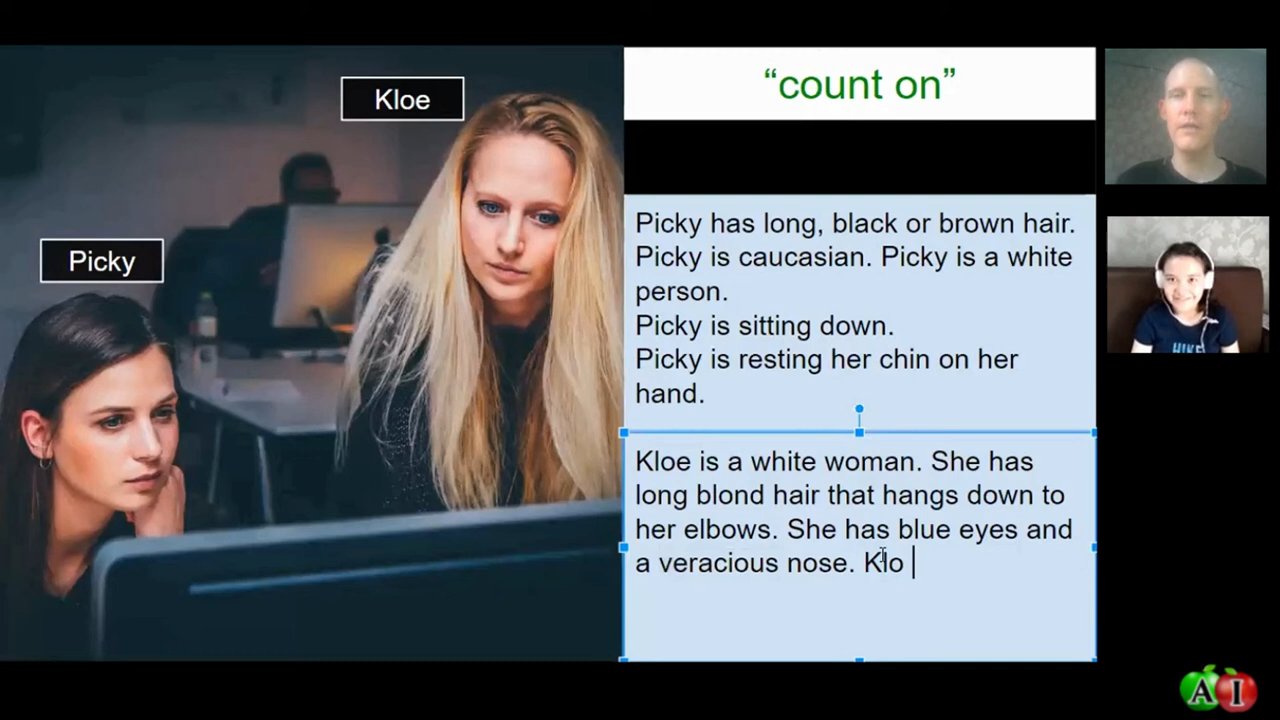 Kloe
Picky
“count on”
Picky has long, black or brown hair.
Picky is caucasian. Picky is a white
person.
Picky is sitting down.
Picky is resting her chin on her
hand.
Kloe is a white woman. She has
long blond hair that hangs down to
her elbows. She has blue eyes and
a veracious nose. Klo
HIKE
A I